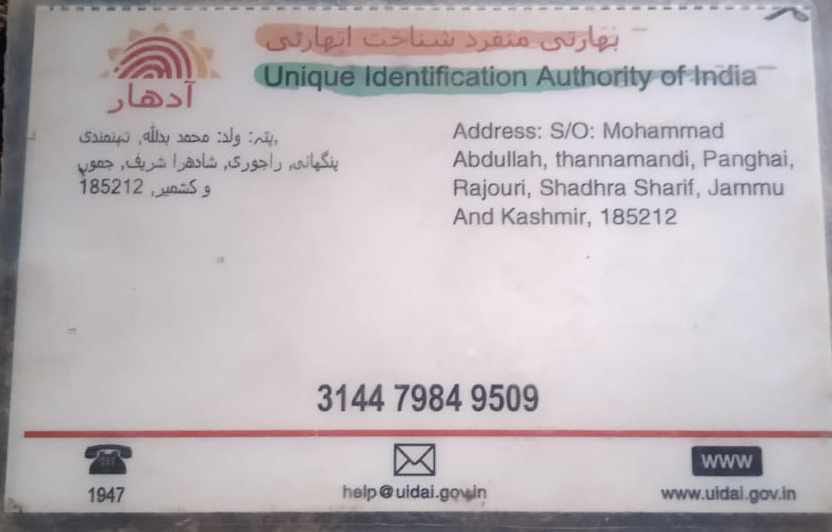 بھارتی منفرد شناخت اتھارٹی
Unique Identification Authority of India
آدھار
پتہ: ولد: محمد بدللہ, تہنمنڈی,
پنگھائی, راجوری, شادھرا شریف, جموں
و کشمیر, 185212
Address: S/O: Mohammad
Abdullah, thannamandi, Panghai,
Rajouri, Shadhra Sharif, Jammu
And Kashmir, 185212
3144 7984 9509
1947
help@uidai.gov.in
WWW
www.uidai.gov.in